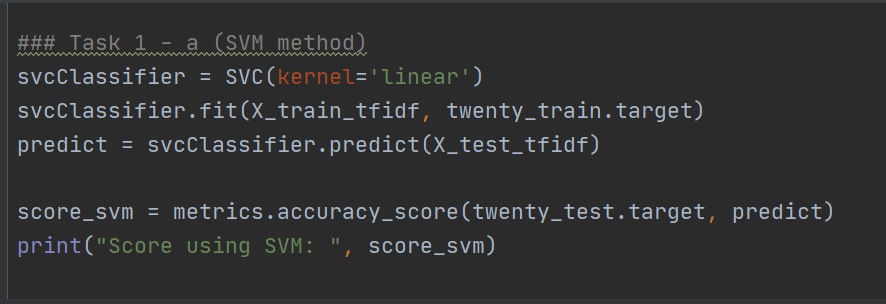 ### Task 1 - a (SVM method)
svcClassifier = SVC(kernel='linear')
svcClassifier.fit(X_train_tfidf, twenty_train.target)
predict = svcClassifier.predict(X_test_tfidf)
score_svm = metrics.accuracy_score(twenty_test.target, predict)
print("Score using SVM: ", score_svm)